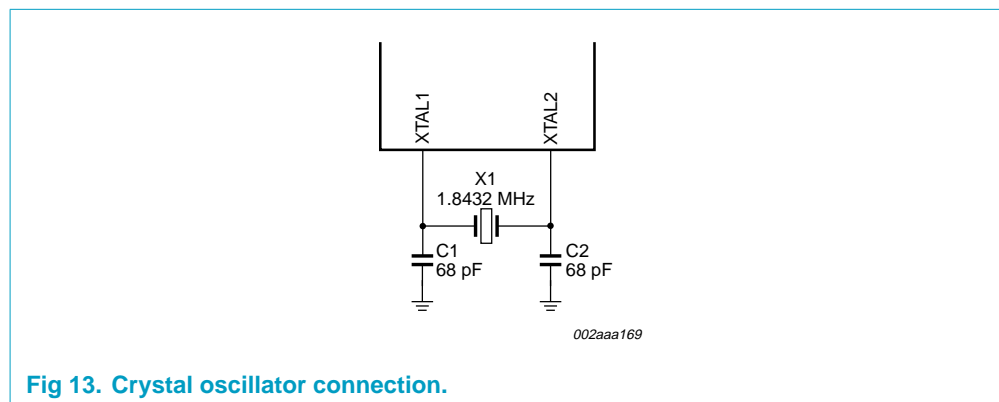 XTAL1
XTAL2
X1
1.8432 MHz
C1
68 pF
C2
68 pF
002aaa169
Fig 13. Crystal oscillator connection.